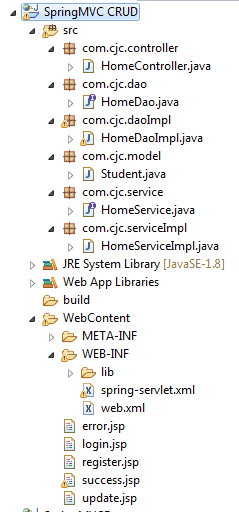 SpringMVC CRUD
src
com.cjc.controller
HomeController.java
com.cjc.dao
HomeDao.java
com.cjc.daoImpl
HomeDaoImpl.java
com.cjc.model
Student.java
com.cjc.service
HomeService.java
com.cjc.serviceImpl
HomeServiceImpl.java
JRE System Library [JavaSE-1.8]
Web App Libraries
build
WebContent
META-INF
WEB-INF
lib
spring-servlet.xml
web.xml
error.jsp
login.jsp
register.jsp
success.jsp
update.jsp